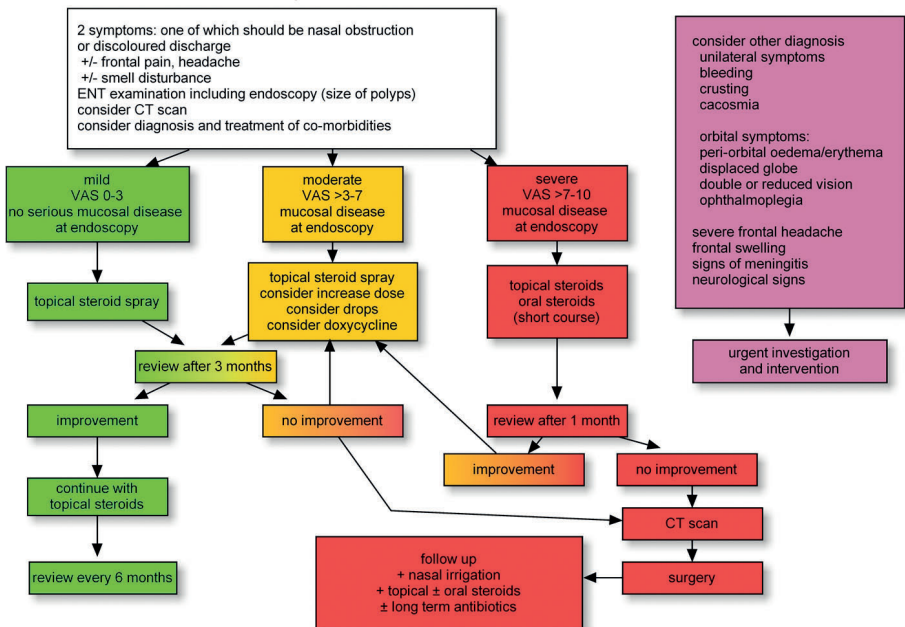 2 symptoms: one of which should be nasal obstruction
or discoloured discharge
+/- frontal pain, headache
+/- smell disturbance
ENT examination including endoscopy (size of polyps)
consider CT scan
consider diagnosis and treatment of co-morbidities
consider other diagnosis
unilateral symptoms
bleeding
crusting
cacosmia
orbital symptoms:
peri-orbital oedema/erythema
displaced globe
double or reduced vision
ophthalmoplegia
severe frontal headache
frontal swelling
signs of meningitis
neurological signs
urgent investigation
and intervention
mild
VAS 0-3
no serious mucosal disease
at endoscopy
moderate
VAS >3-7
mucosal disease
at endoscopy
severe
VAS >7-10
mucosal disease
at endoscopy
topical steroid spray
topical steroid spray
consider increase dose
consider drops
consider doxycycline
topical steroids
oral steroids
(short course)
review after 3 months
improvement
no improvement
review after 1 month
improvement
no improvement
continue with
topical steroids
CT scan
review every 6 months
surgery
follow up
+ nasal irrigation
+ topical ± oral steroids
± long term antibiotics